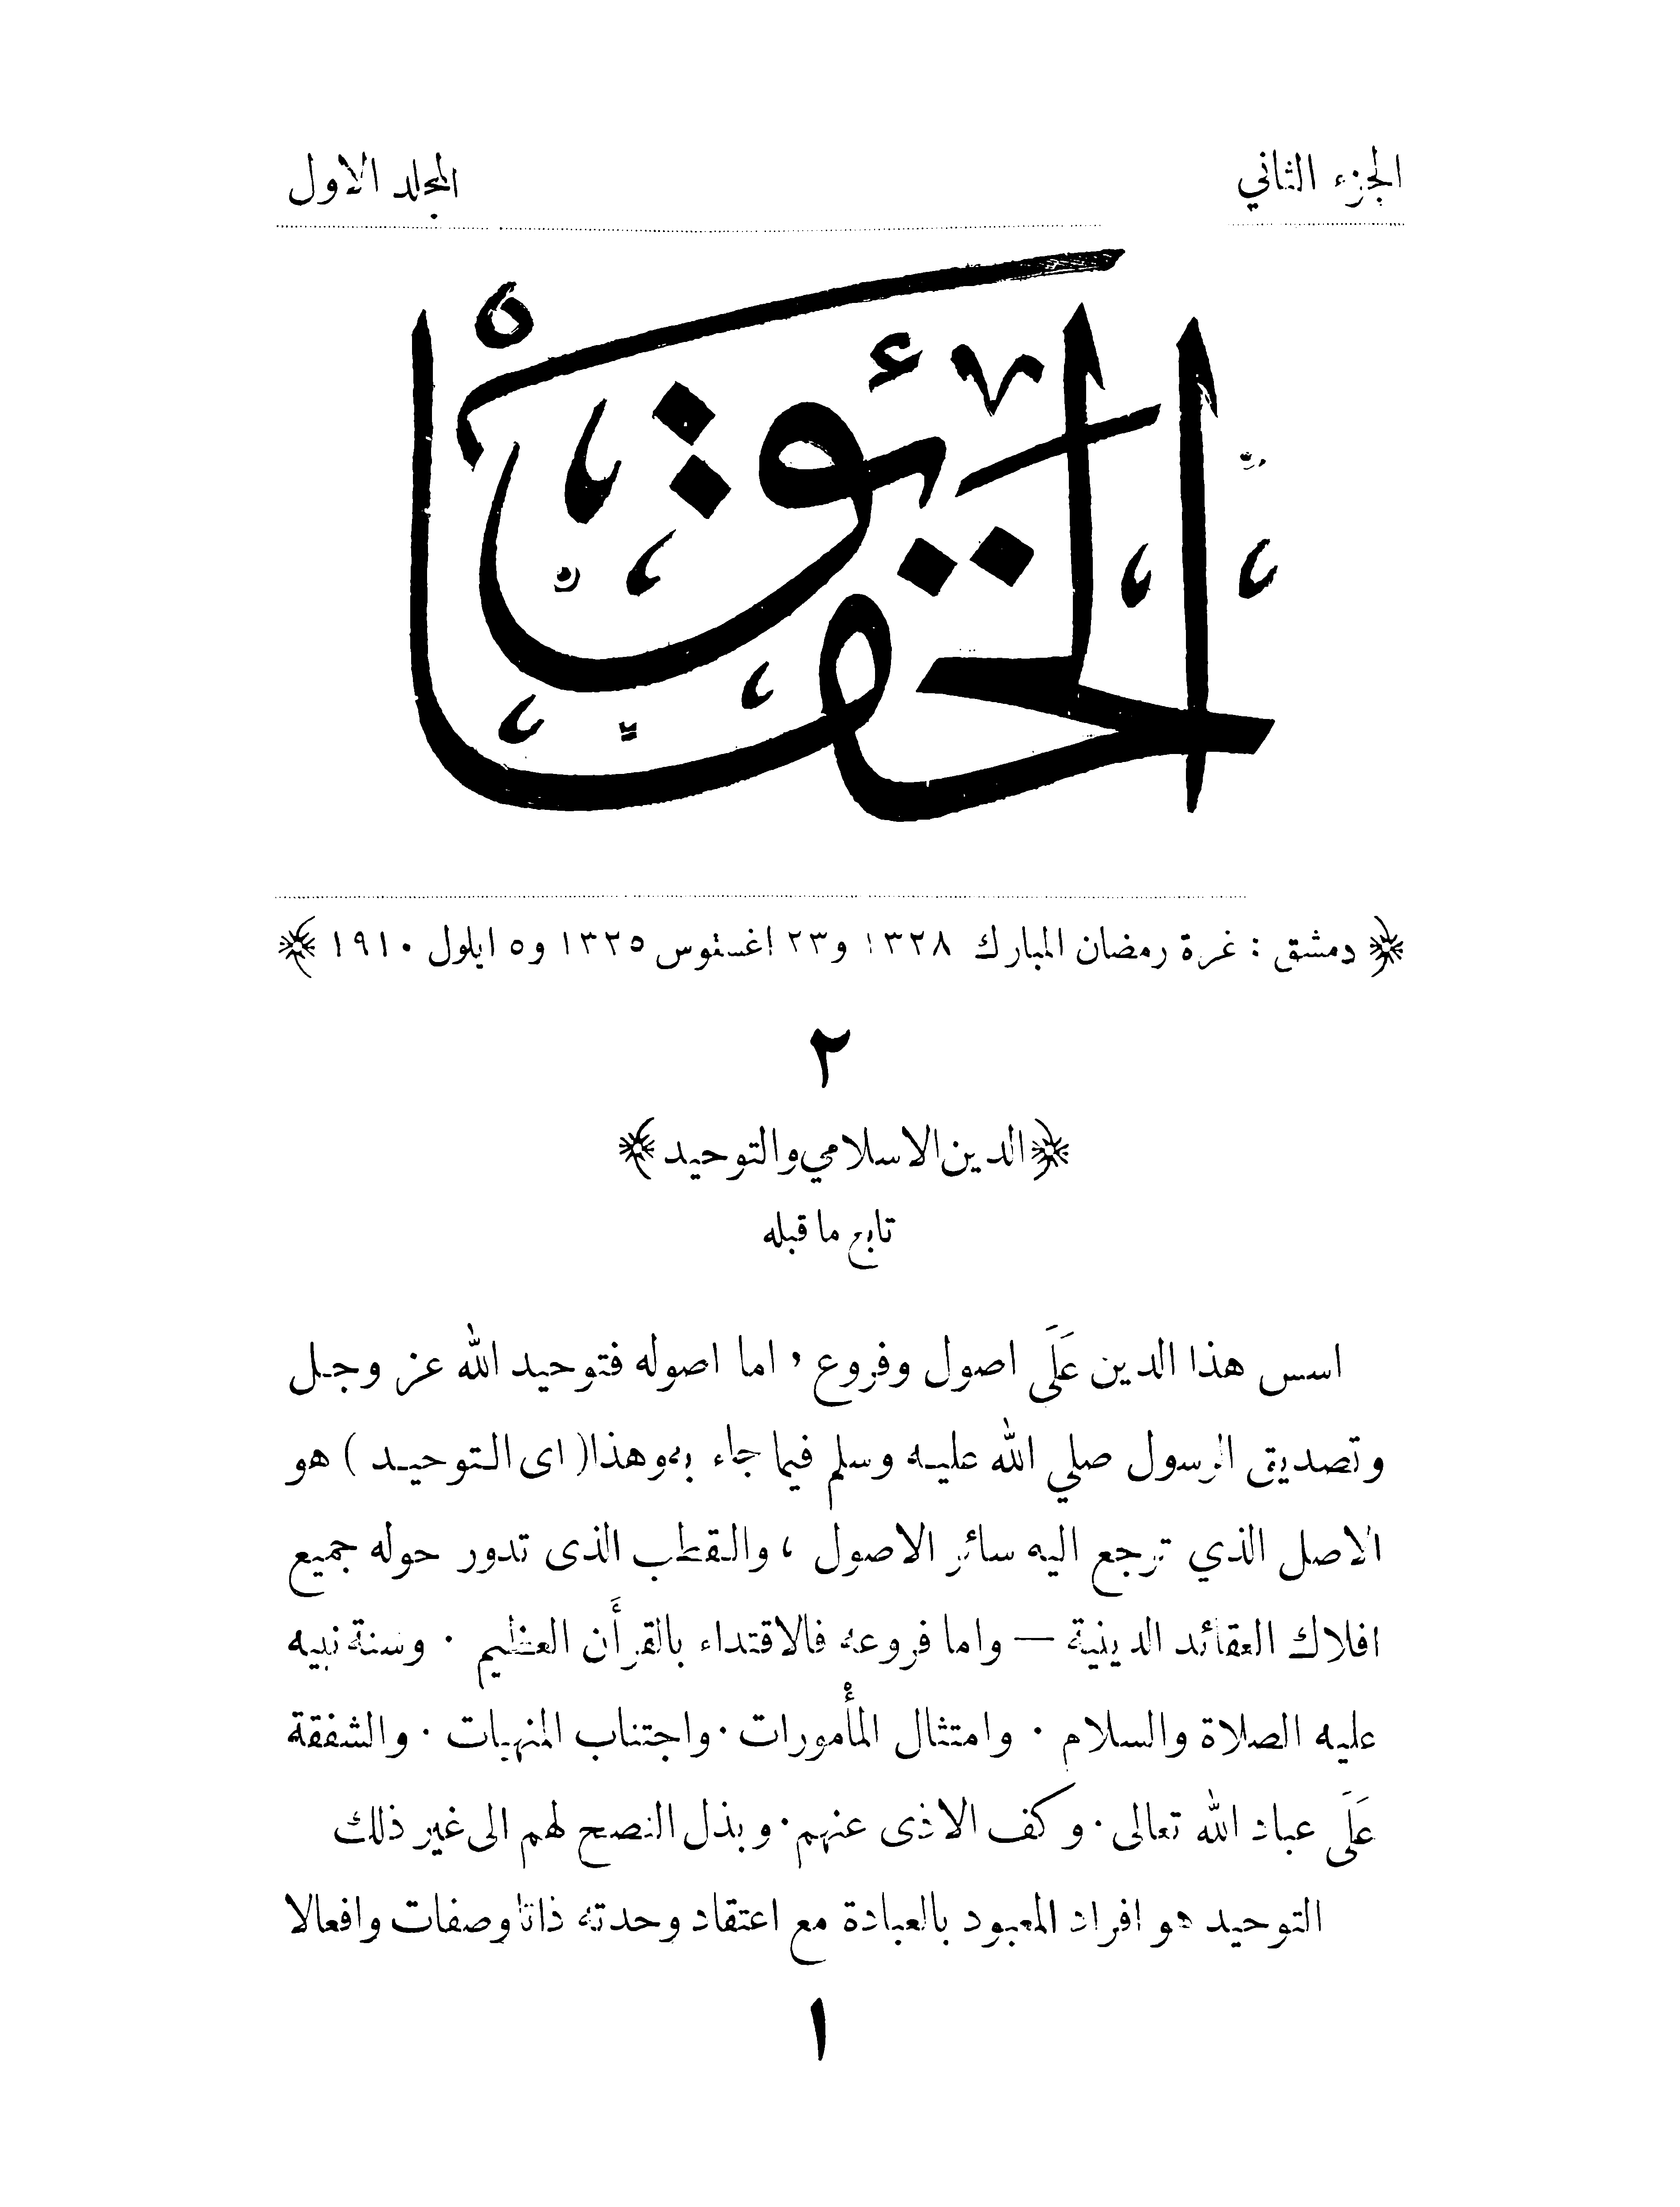 الجزء الثاني المجلد الاول
الحقائق
دمشق : غرة رمضان المبارك ١٣٢٨ و٢٣ اغستوس ١٣٢٥ و٥ ايلول ١٩١٠
٢
﴿الدين الاسلامي والتوحيد﴾
تابع ما قبله
اسس هذا الدين عَلَى اصول وفروع ، اما اصوله فتوحيد الله عز وجل
وتصديق الرسول صلي الله عليه وسلم فيما جاء به وهذا( اى التوحيد ) هو
الاصل الذي ترجع اليه سائر الاصول ، والقطب الذى تدور حوله جميع
افلاك العقائد الدينية — واما فروعه فالاقتداء بالقرأَن العظيم · وسنة نبيه
عليه الصلاة والسلام · وامتثال المأْمورات · واجتناب المنهيات · والشفقة
عَلَى عباد الله تعالى · وكف الاذى عنهم · وبذل النصح لهم الى غير ذلك
التوحيد هو افراد المعبود بالعبادة مع اعتقاد وحدته ذاتا وصفات وافعالا
١